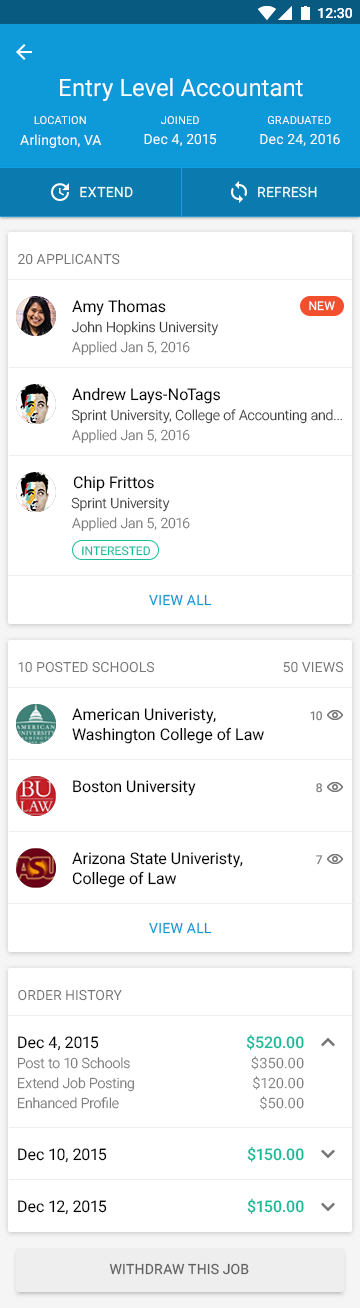 12:30
Entry Level Accountant
LOCATION JOINED GRADUATED
Arlington, VA Dec 4, 2015 Dec 24, 2016
EXTEND REFRESH
20 APPLICANTS
Amy Thomas NEW
John Hopkins University
Applied Jan 5, 2016
Andrew Lays-NoTags
Sprint University, College of Accounting and...
Applied Jan 5, 2016
Chip Frittos
Sprint University
Applied Jan 5, 2016
INTERESTED
VIEW ALL
10 POSTED SCHOOLS 50 VIEWS
American Univeristy, 10
Washington College of Law
AMERICAN
UNIVERSITY
WASHINGTON
Boston University 8
BU
LAW
Arizona State Univeristy, 7
College of Law
ASU
VIEW ALL
ORDER HISTORY
Dec 4, 2015 $520.00
Post to 10 Schools $350.00
Extend Job Posting $120.00
Enhanced Profile $50.00
Dec 10, 2015 $150.00
Dec 12, 2015 $150.00
WITHDRAW THIS JOB